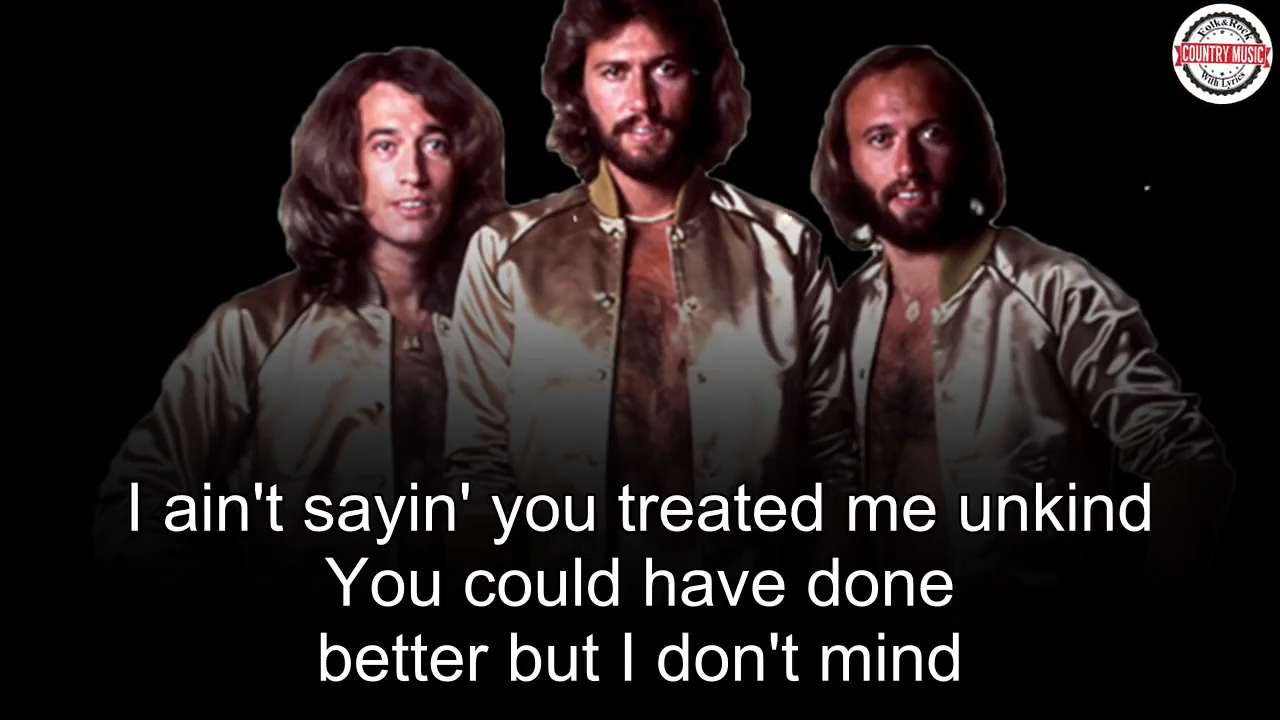 Folk&Rock
COUNTRY MUSIC
With Lyrics
I ain't sayin' you treated me unkind
You could have done
better but I don't mind